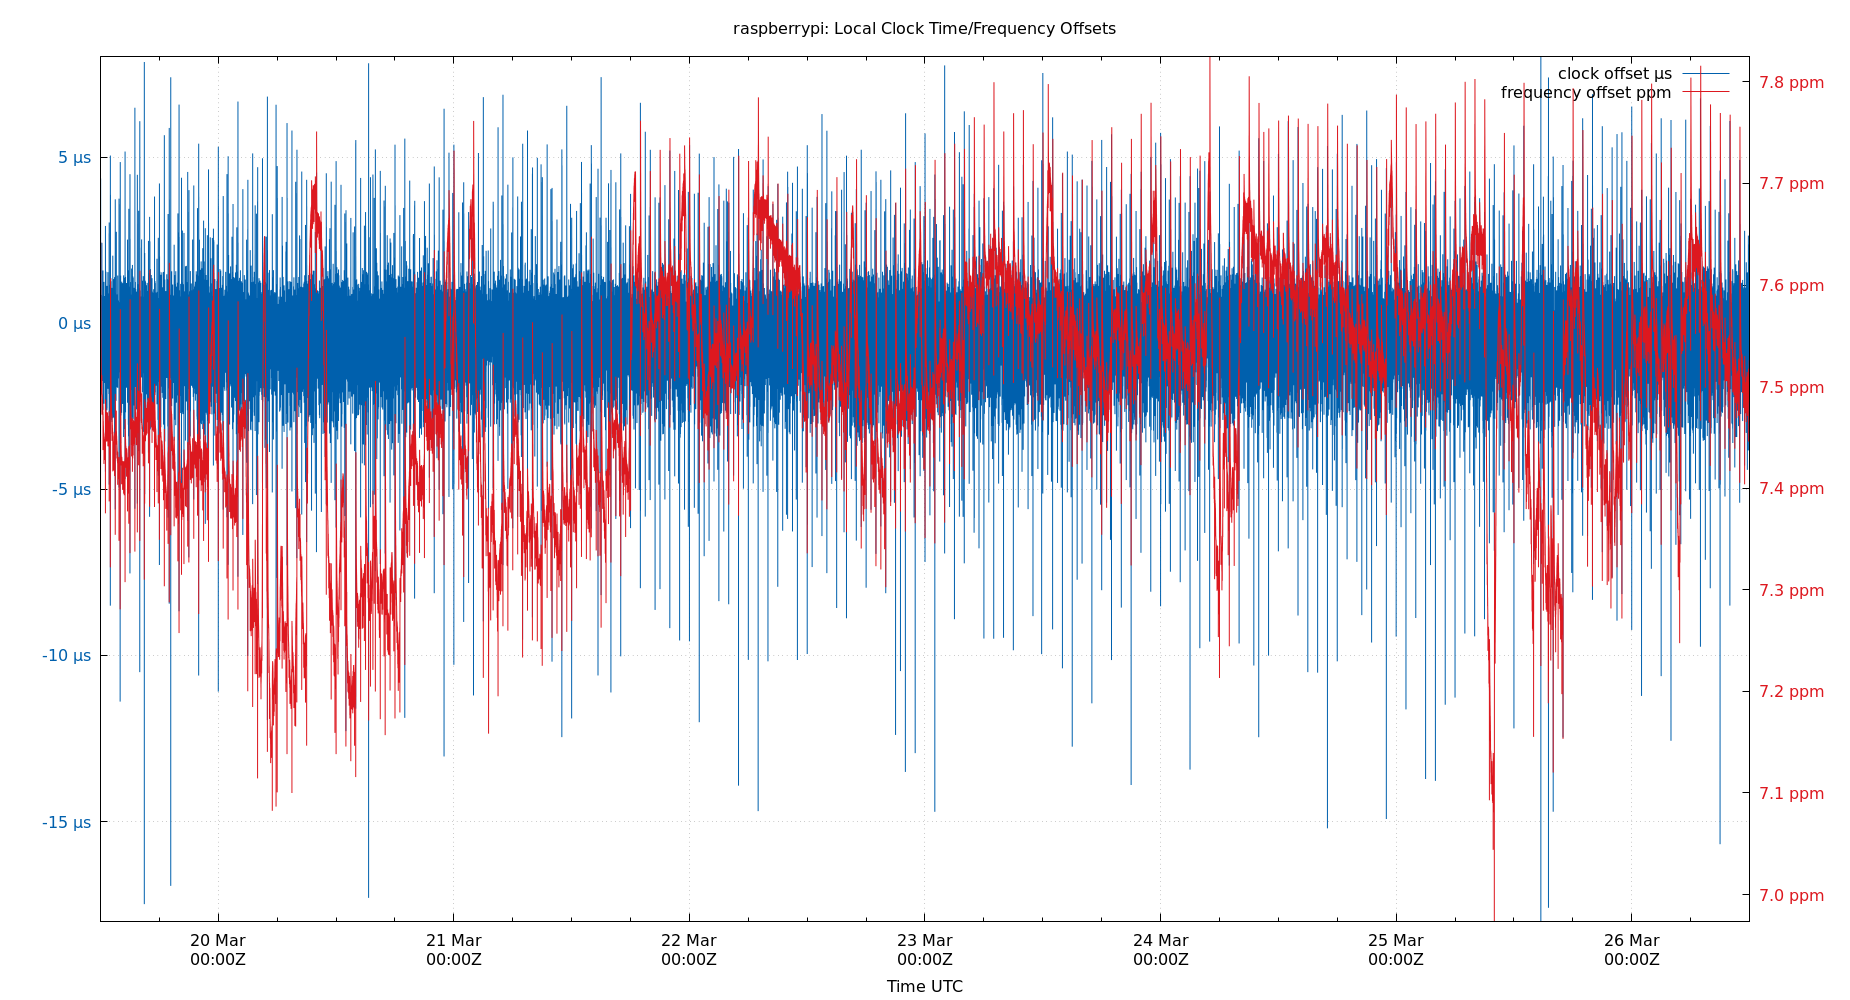 raspberrypi: Local Clock Time/Frequency Offsets
clock offset µs
frequency offset ppm
5 µs
0 µs
-5 µs
-10 µs
-15 µs
7.8 ppm
7.7 ppm
7.6 ppm
7.5 ppm
7.4 ppm
7.3 ppm
7.2 ppm
7.1 ppm
7.0 ppm
20 Mar 21 Mar 22 Mar 23 Mar 24 Mar 25 Mar 26 Mar
00:00Z 00:00Z 00:00Z 00:00Z 00:00Z 00:00Z 00:00Z
Time UTC